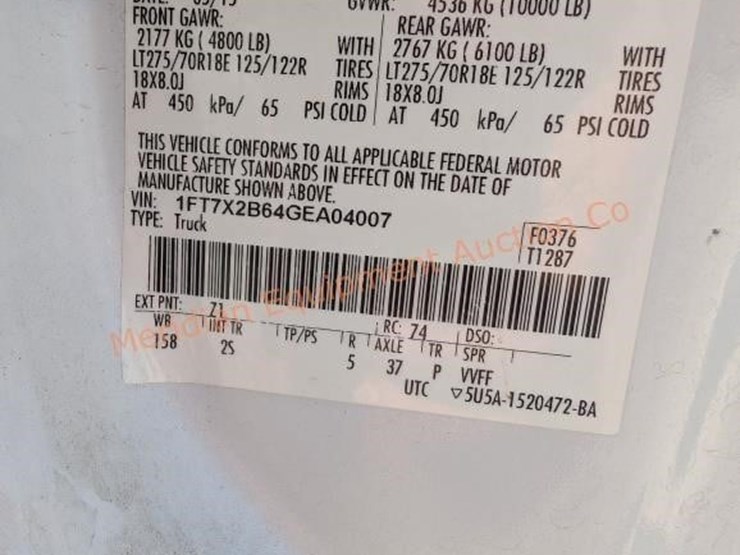 GVWR: 4536 KG (10000 LB)
FRONT GAWR: REAR GAWR:
2177 KG ( 4800 LB) WITH 2767 KG ( 6100 LB) WITH
LT275/70R18E 125/122R TIRES LT275/70R18E 125/122R TIRES
18X8.0J RIMS 18X8.0J RIMS
AT 450 kPa/ 65 PSI COLD AT 450 kPa/ 65 PSI COLD
THIS VEHICLE CONFORMS TO ALL APPLICABLE FEDERAL MOTOR
VEHICLE SAFETY STANDARDS IN EFFECT ON THE DATE OF
MANUFACTURE SHOWN ABOVE.
VIN: 1FT7X2B64GEA04007
TYPE: Truck
F0376
T1287
Meridian Equipment Auction Co
EXT PNT: Z1 RC: 74 DSO:
WB INT TR TP/PS R AXLE TR SPR
158 2S 5 37 P VVFF
UTC ▽5U5A-1520472-BA